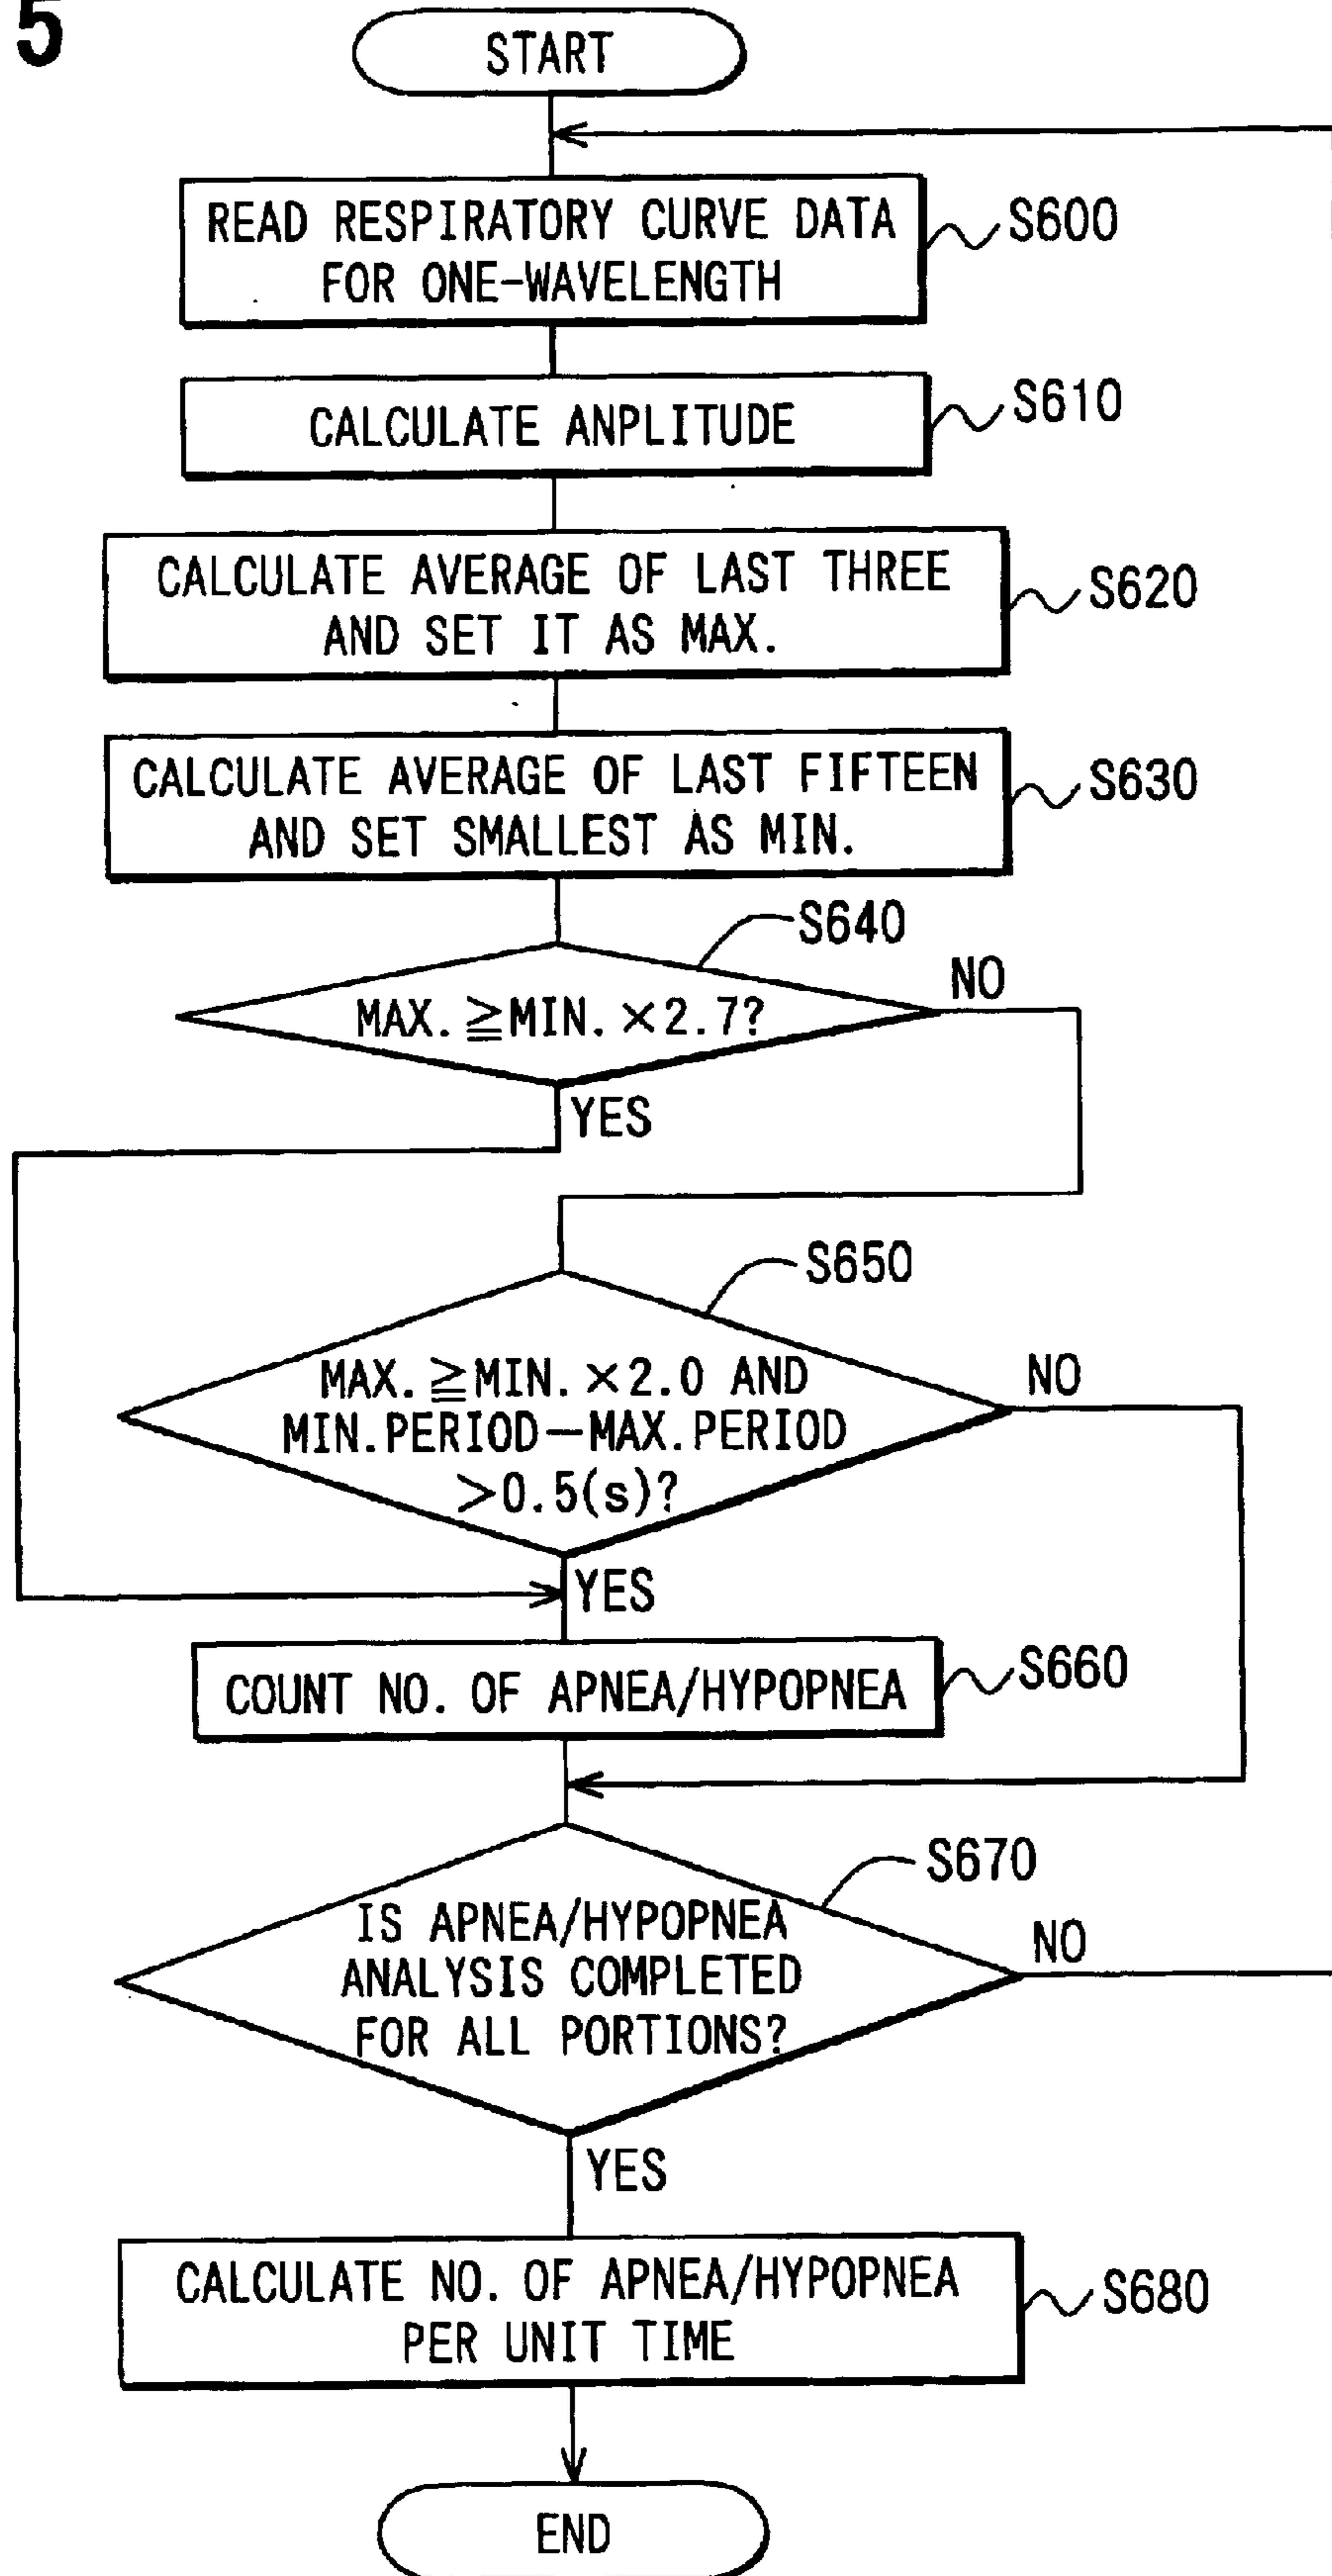 5
START
READ RESPIRATORY CURVE DATA
FOR ONE-WAVELENGTH
S600
CALCULATE ANPLITUDE
S610
CALCULATE AVERAGE OF LAST THREE
AND SET IT AS MAX.
S620
CALCULATE AVERAGE OF LAST FIFTEEN
AND SET SMALLEST AS MIN.
S630
S640
MAX.≧MIN.×2.7?
NO
YES
S650
MAX.≧MIN.×2.0 AND
MIN.PERIOD–MAX.PERIOD
>0.5(s)?
NO
YES
COUNT NO. OF APNEA/HYPOPNEA
S660
S670
IS APNEA/HYPOPNEA
ANALYSIS COMPLETED
FOR ALL PORTIONS?
NO
YES
CALCULATE NO. OF APNEA/HYPOPNEA
PER UNIT TIME
S680
END